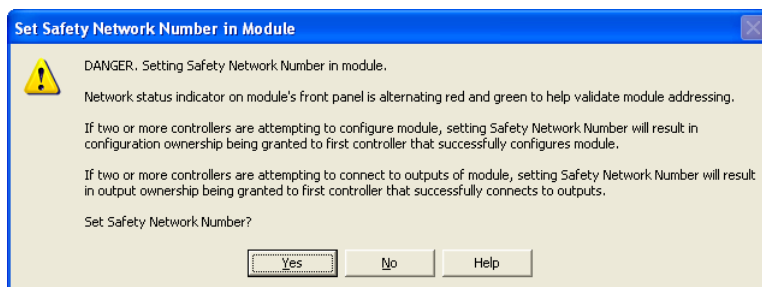 Set Safety Network Number in Module
DANGER. Setting Safety Network Number in module.
Network status indicator on module's front panel is alternating red and green to help validate module addressing.
If two or more controllers are attempting to configure module, setting Safety Network Number will result in
configuration ownership being granted to first controller that successfully configures module.
If two or more controllers are attempting to connect to outputs of module, setting Safety Network Number will result
in output ownership being granted to first controller that successfully connects to outputs.
Set Safety Network Number?
Yes No Help